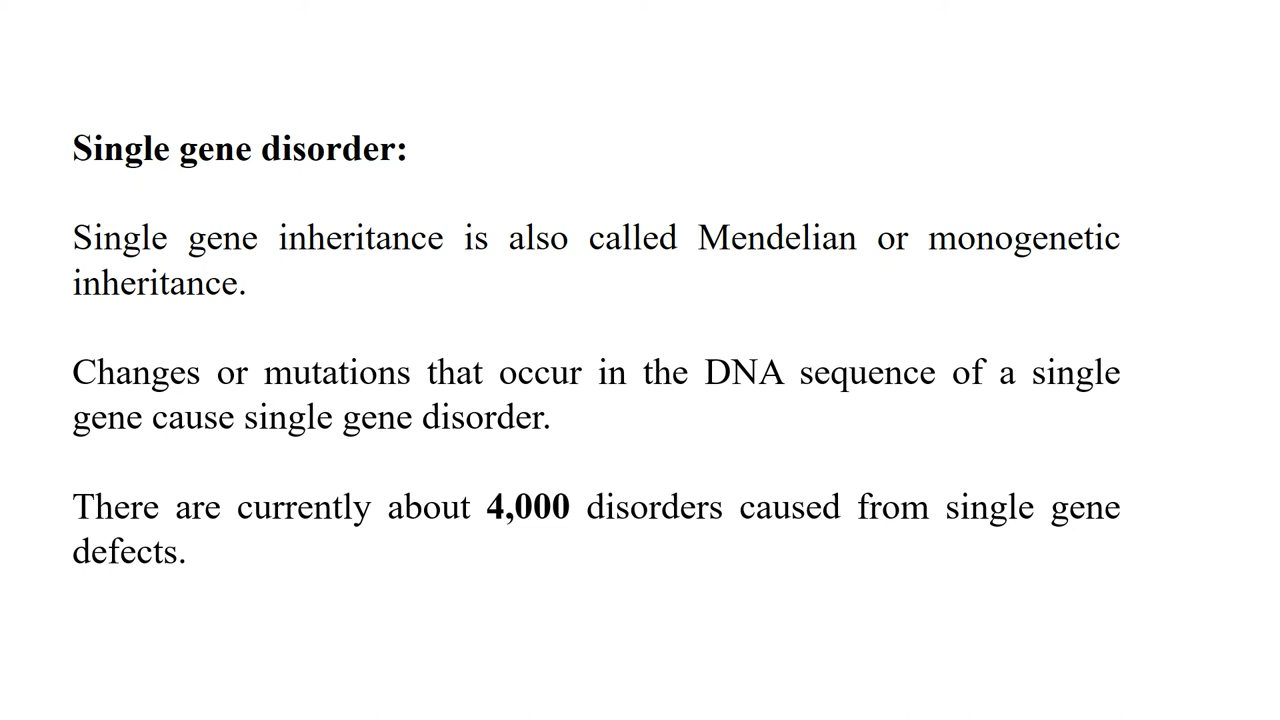 Single gene disorder:
Single gene inheritance is also called Mendelian or monogenetic
inheritance.
Changes or mutations that occur in the DNA sequence of a single
gene cause single gene disorder.
There are currently about 4,000 disorders caused from single gene
defects.